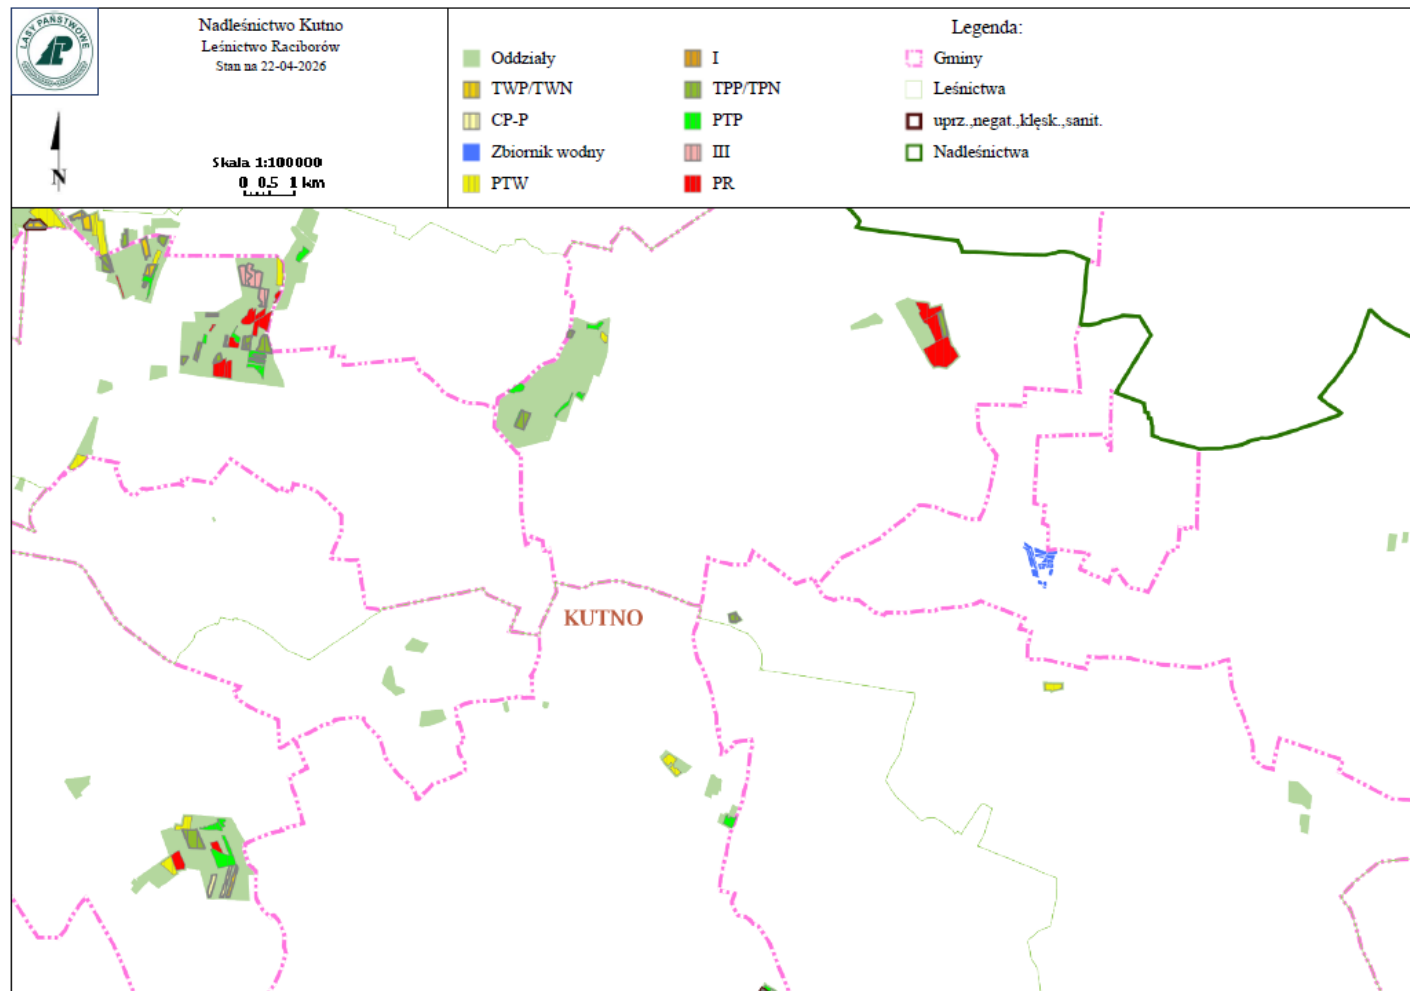 LASY PAŃSTWOWE
Nadleśnictwo Kutno
Leśnictwo Raciborów
Stan na 22-04-2026
N
Skala 1:100000
0 0.5 1 km
Legenda:
Oddziały
TWP/TWN
CP-P
Zbiornik wodny
PTW
I
TPP/TPN
PTP
III
PR
Gminy
Leśnictwa
uprz.,negat.,klęsk.,sanit.
Nadleśnictwa
KUTNO